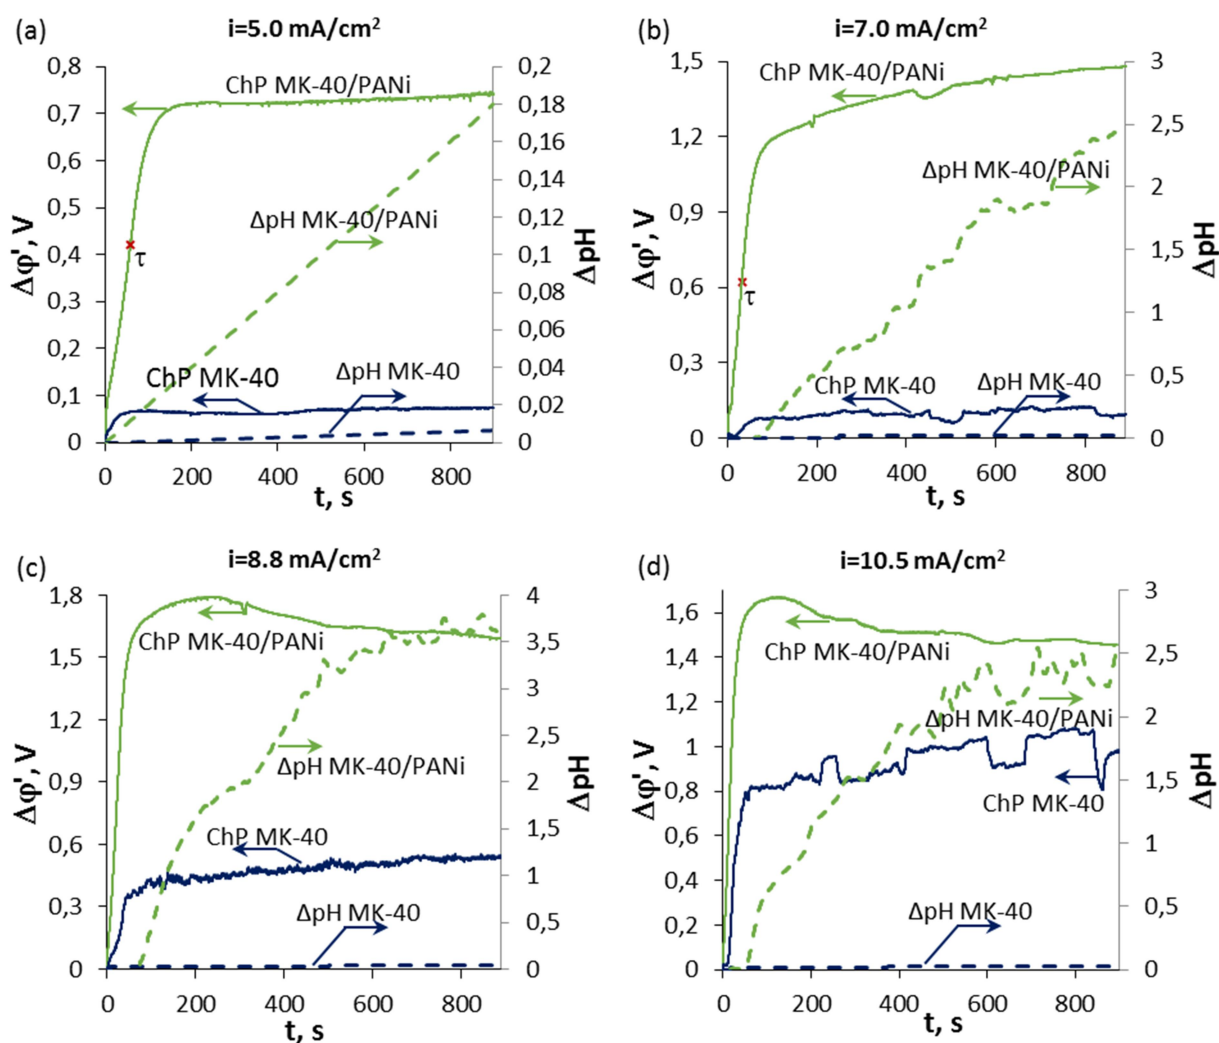 (a)
i=5.0 mA/cm²
0,8
0,7
0,6
0,5
0,4
0,3
0,2
0,1
0
Δφ', V
ChP MK-40/PANi
τ
ΔpH MK-40/PANi
ChP MK-40
ΔpH MK-40
0,2
0,18
0,16
0,14
0,12
0,1
0,08
0,06
0,04
0,02
0
ΔpH
0 200 400 600 800
t, s
(b)
i=7.0 mA/cm²
1,5
1,2
0,9
0,6
0,3
0
Δφ', V
ChP MK-40/PANi
ΔpH MK-40/PANi
τ
ChP MK-40
ΔpH MK-40
3
2,5
2
1,5
1
0,5
0
ΔpH
0 200 400 600 800
t, s
(c)
i=8.8 mA/cm²
1,8
1,5
1,2
0,9
0,6
0,3
0
Δφ', V
ChP MK-40/PANi
ΔpH MK-40/PANi
ChP MK-40
ΔpH MK-40
4
3,5
3
2,5
2
1,5
1
0,5
0
ΔpH
0 200 400 600 800
t, s
(d)
i=10.5 mA/cm²
1,6
1,4
1,2
1
0,8
0,6
0,4
0,2
0
Δφ', V
ChP MK-40/PANi
ΔpH MK-40/PANi
ChP MK-40
ΔpH MK-40
3
2,5
2
1,5
1
0,5
0
ΔpH
0 200 400 600 800
t, s